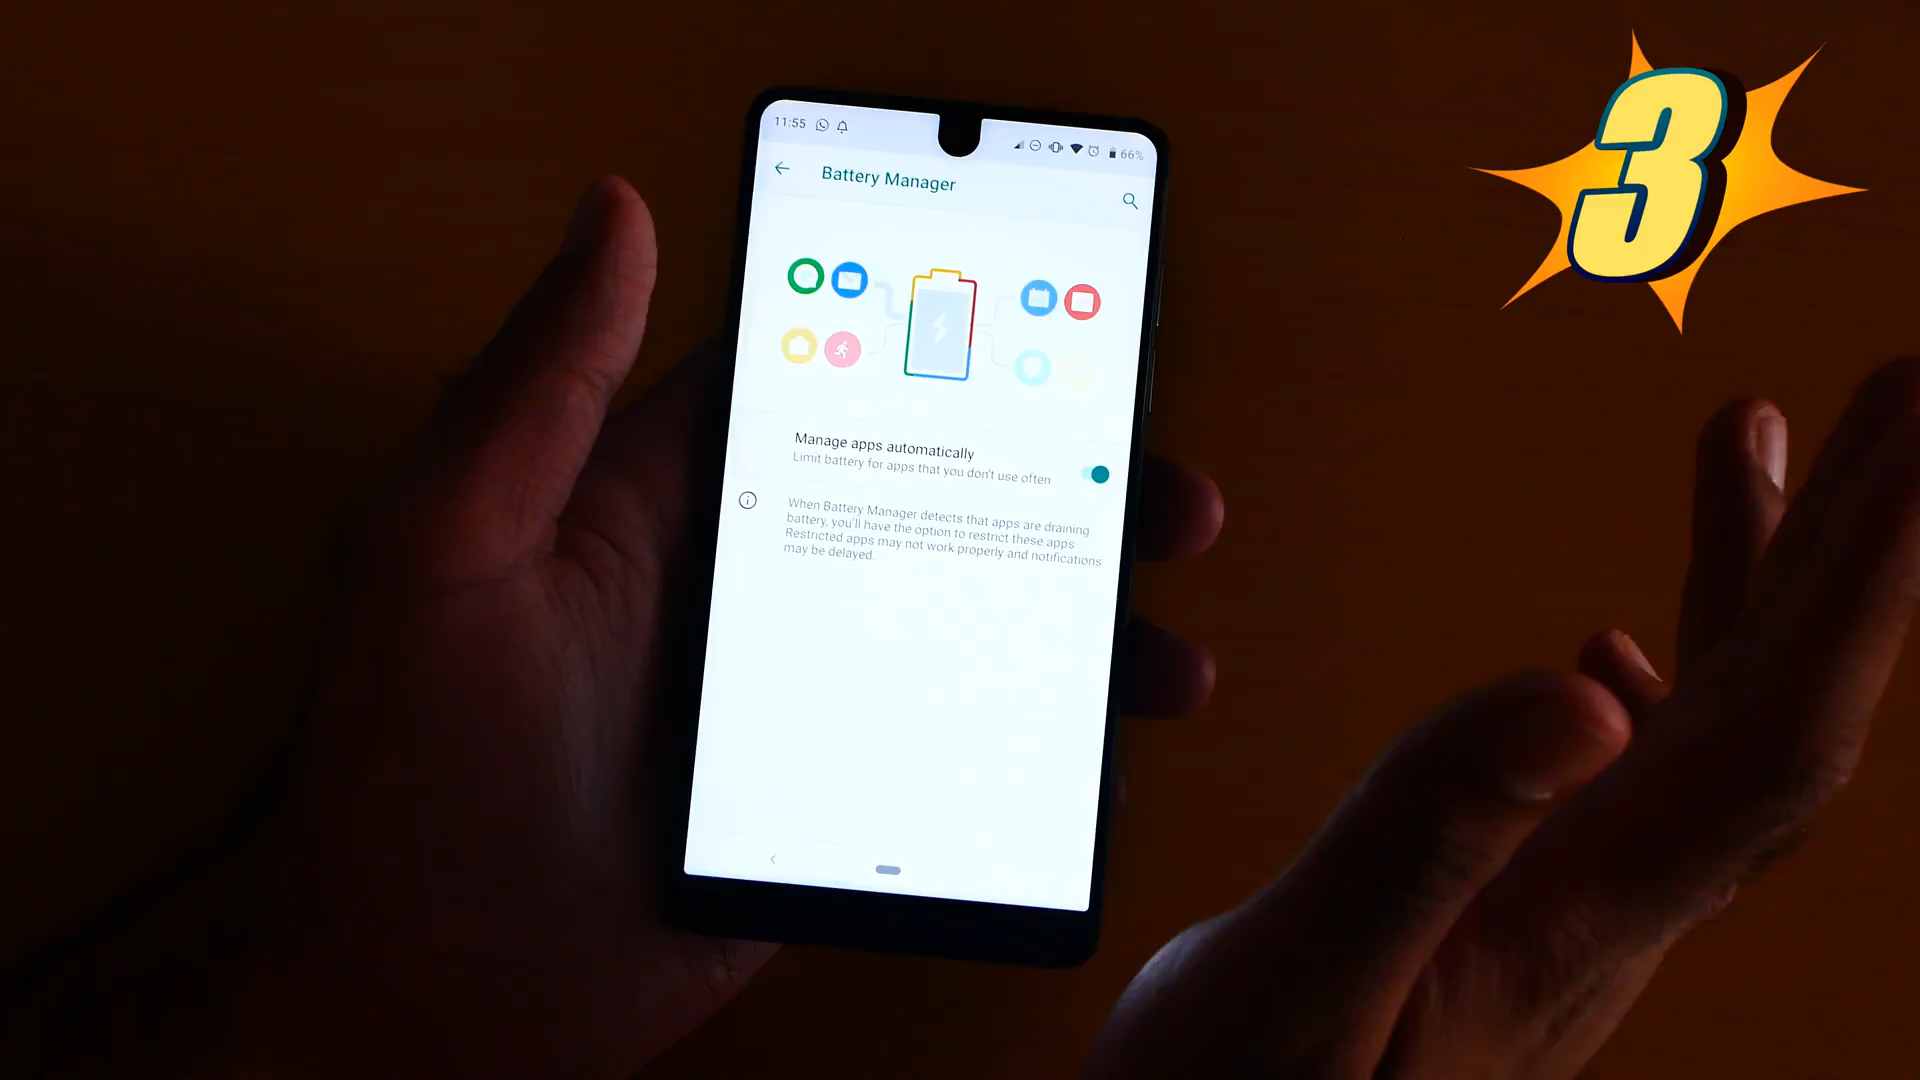 3
11:55
66%
Battery Manager
Manage apps automatically
Limit battery for apps that you don't use often
When Battery Manager detects that apps are draining
battery, you'll have the option to restrict these apps
Restricted apps may not work properly and notifications
may be delayed.